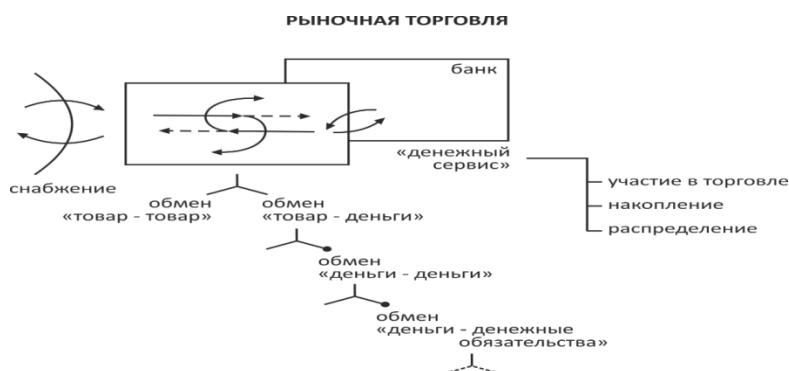 РЫНОЧНАЯ ТОРГОВЛЯ
банк
«денежный
сервис»
снабжение
участие в торговле
накопление
распределение
обмен
«товар - товар»
обмен
«товар - деньги»
обмен
«деньги - деньги»
обмен
«деньги - денежные
обязательства»